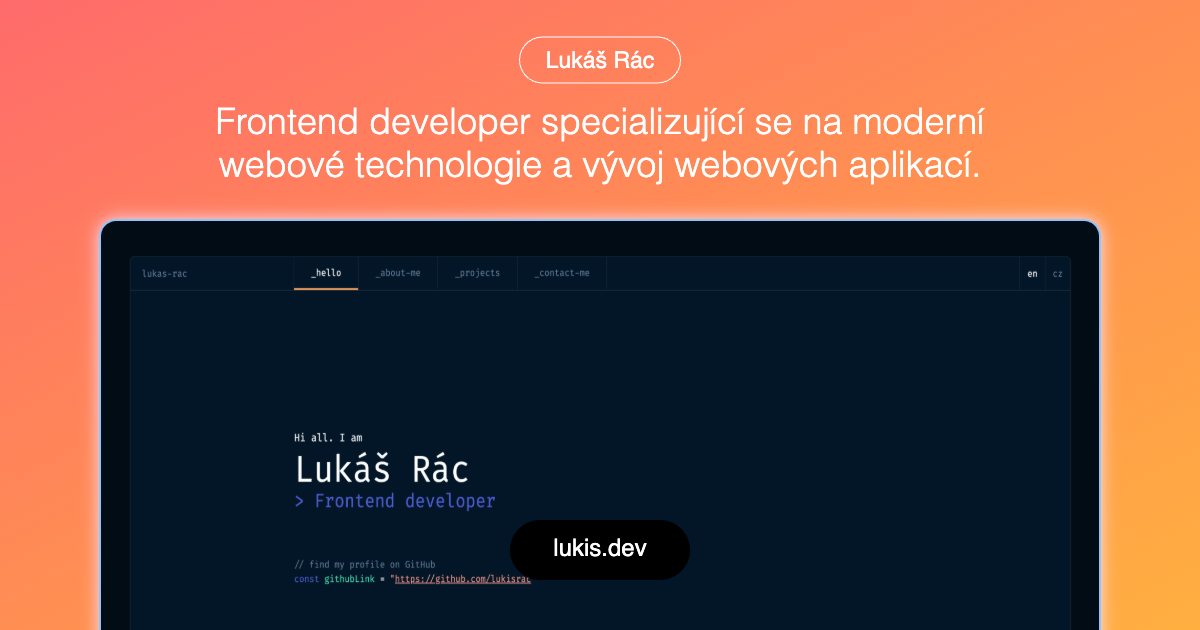 Lukáš Rác
Frontend developer specializující se na moderní
webové technologie a vývoj webových aplikací.
lukas-rac
_hello
_about-me
_projects
_contact-me
en
cz
Hi all. I am
Lukáš Rác
> Frontend developer
lukis.dev
// find my profile on GitHub
const githubLink = "https://github.com/lukisrac